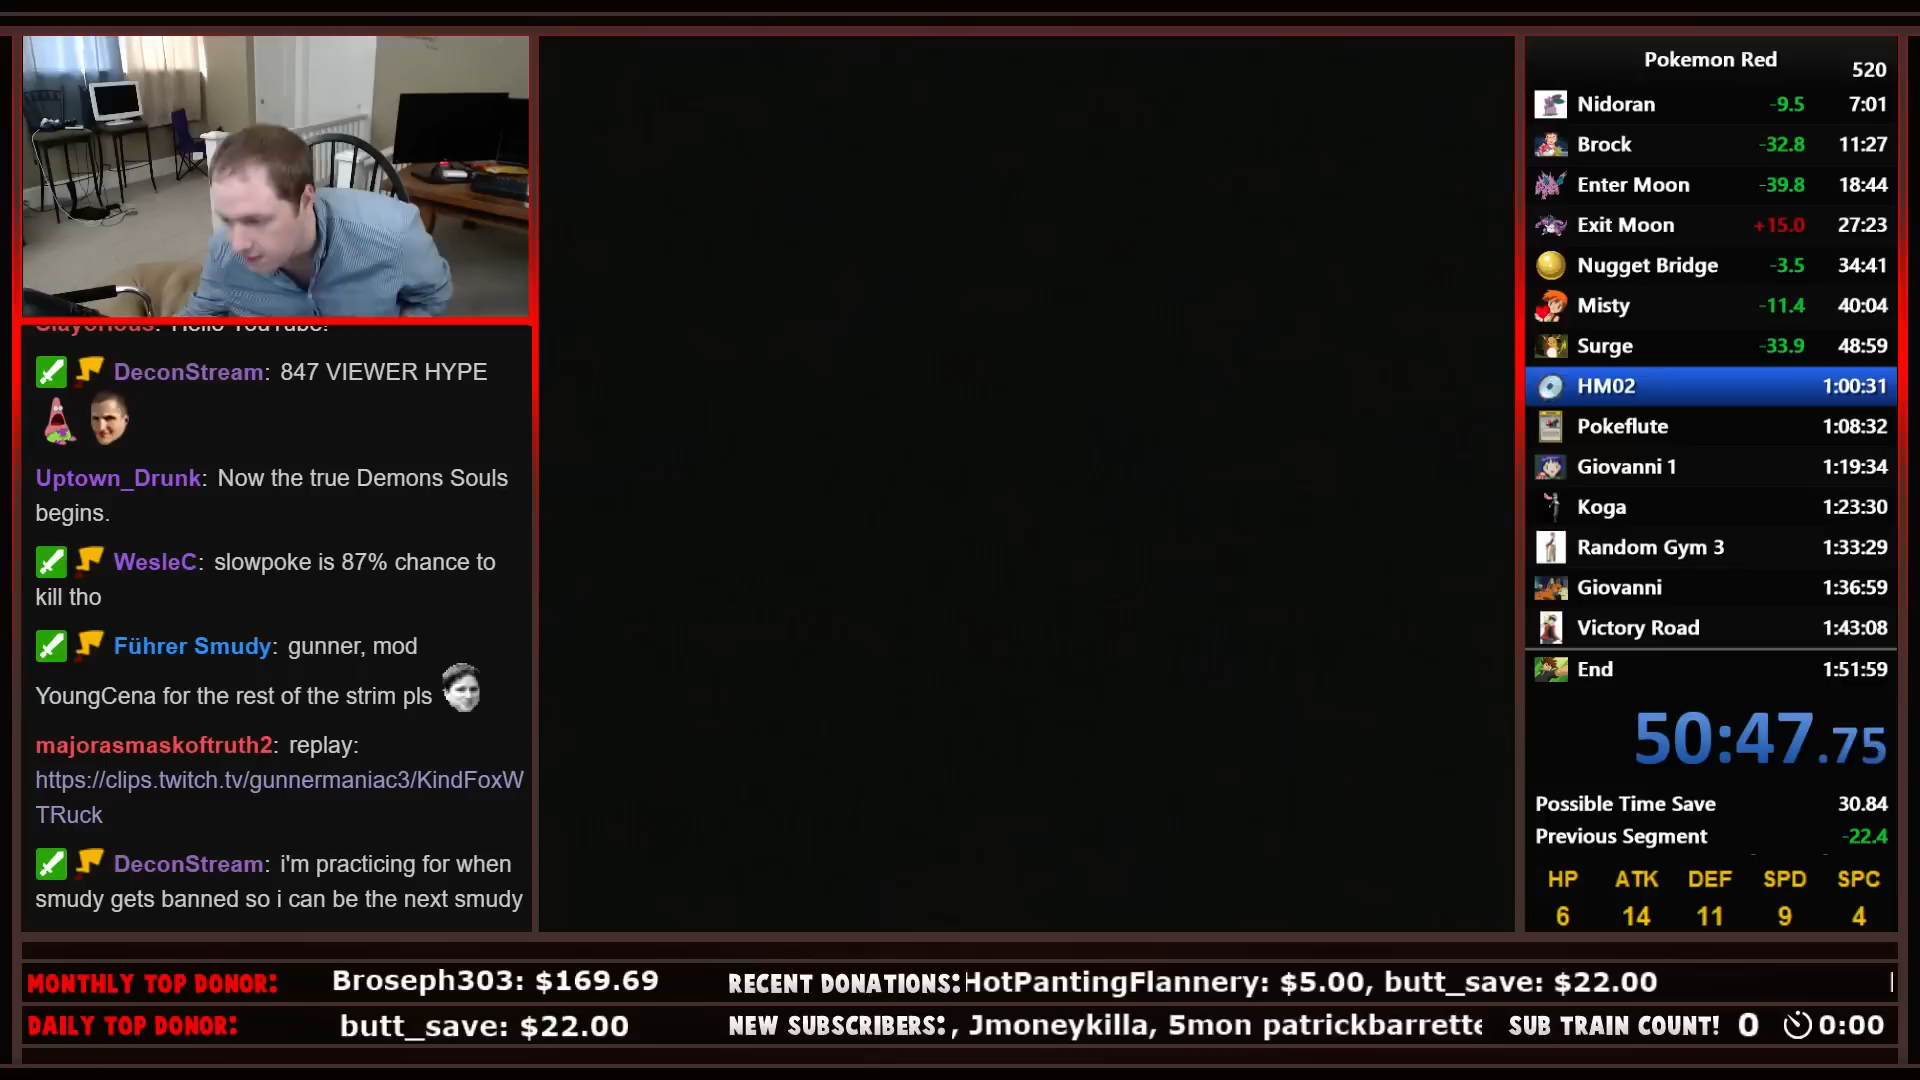 Clayorious: Hello YouTube!
DeconStream: 847 VIEWER HYPE
Uptown_Drunk: Now the true Demons Souls
begins.
WesleC: slowpoke is 87% chance to
kill tho
Führer Smudy: gunner, mod
YoungCena for the rest of the strim pls
majorasmaskoftruth2: replay:
https://clips.twitch.tv/gunnermaniac3/KindFoxW
TRuck
DeconStream: i'm practicing for when
smudy gets banned so i can be the next smudy
Pokemon Red
520
Nidoran -9.5 7:01
Brock -32.8 11:27
Enter Moon -39.8 18:44
Exit Moon +15.0 27:23
Nugget Bridge -3.5 34:41
Misty -11.4 40:04
Surge -33.9 48:59
HM02 1:00:31
Pokeflute 1:08:32
Giovanni 1 1:19:34
Koga 1:23:30
Random Gym 3 1:33:29
Giovanni 1:36:59
Victory Road 1:43:08
End 1:51:59
50:47.75
Possible Time Save 30.84
Previous Segment -22.4
HP ATK DEF SPD SPC
6 14 11 9 4
MONTHLY TOP DONOR: Broseph303: $169.69 RECENT DONATIONS: HotPantingFlannery: $5.00, butt_save: $22.00
DAILY TOP DONOR: butt_save: $22.00 NEW SUBSCRIBERS: , Jmoneykilla, 5mon patrickbarrette SUB TRAIN COUNT! 0 0:00